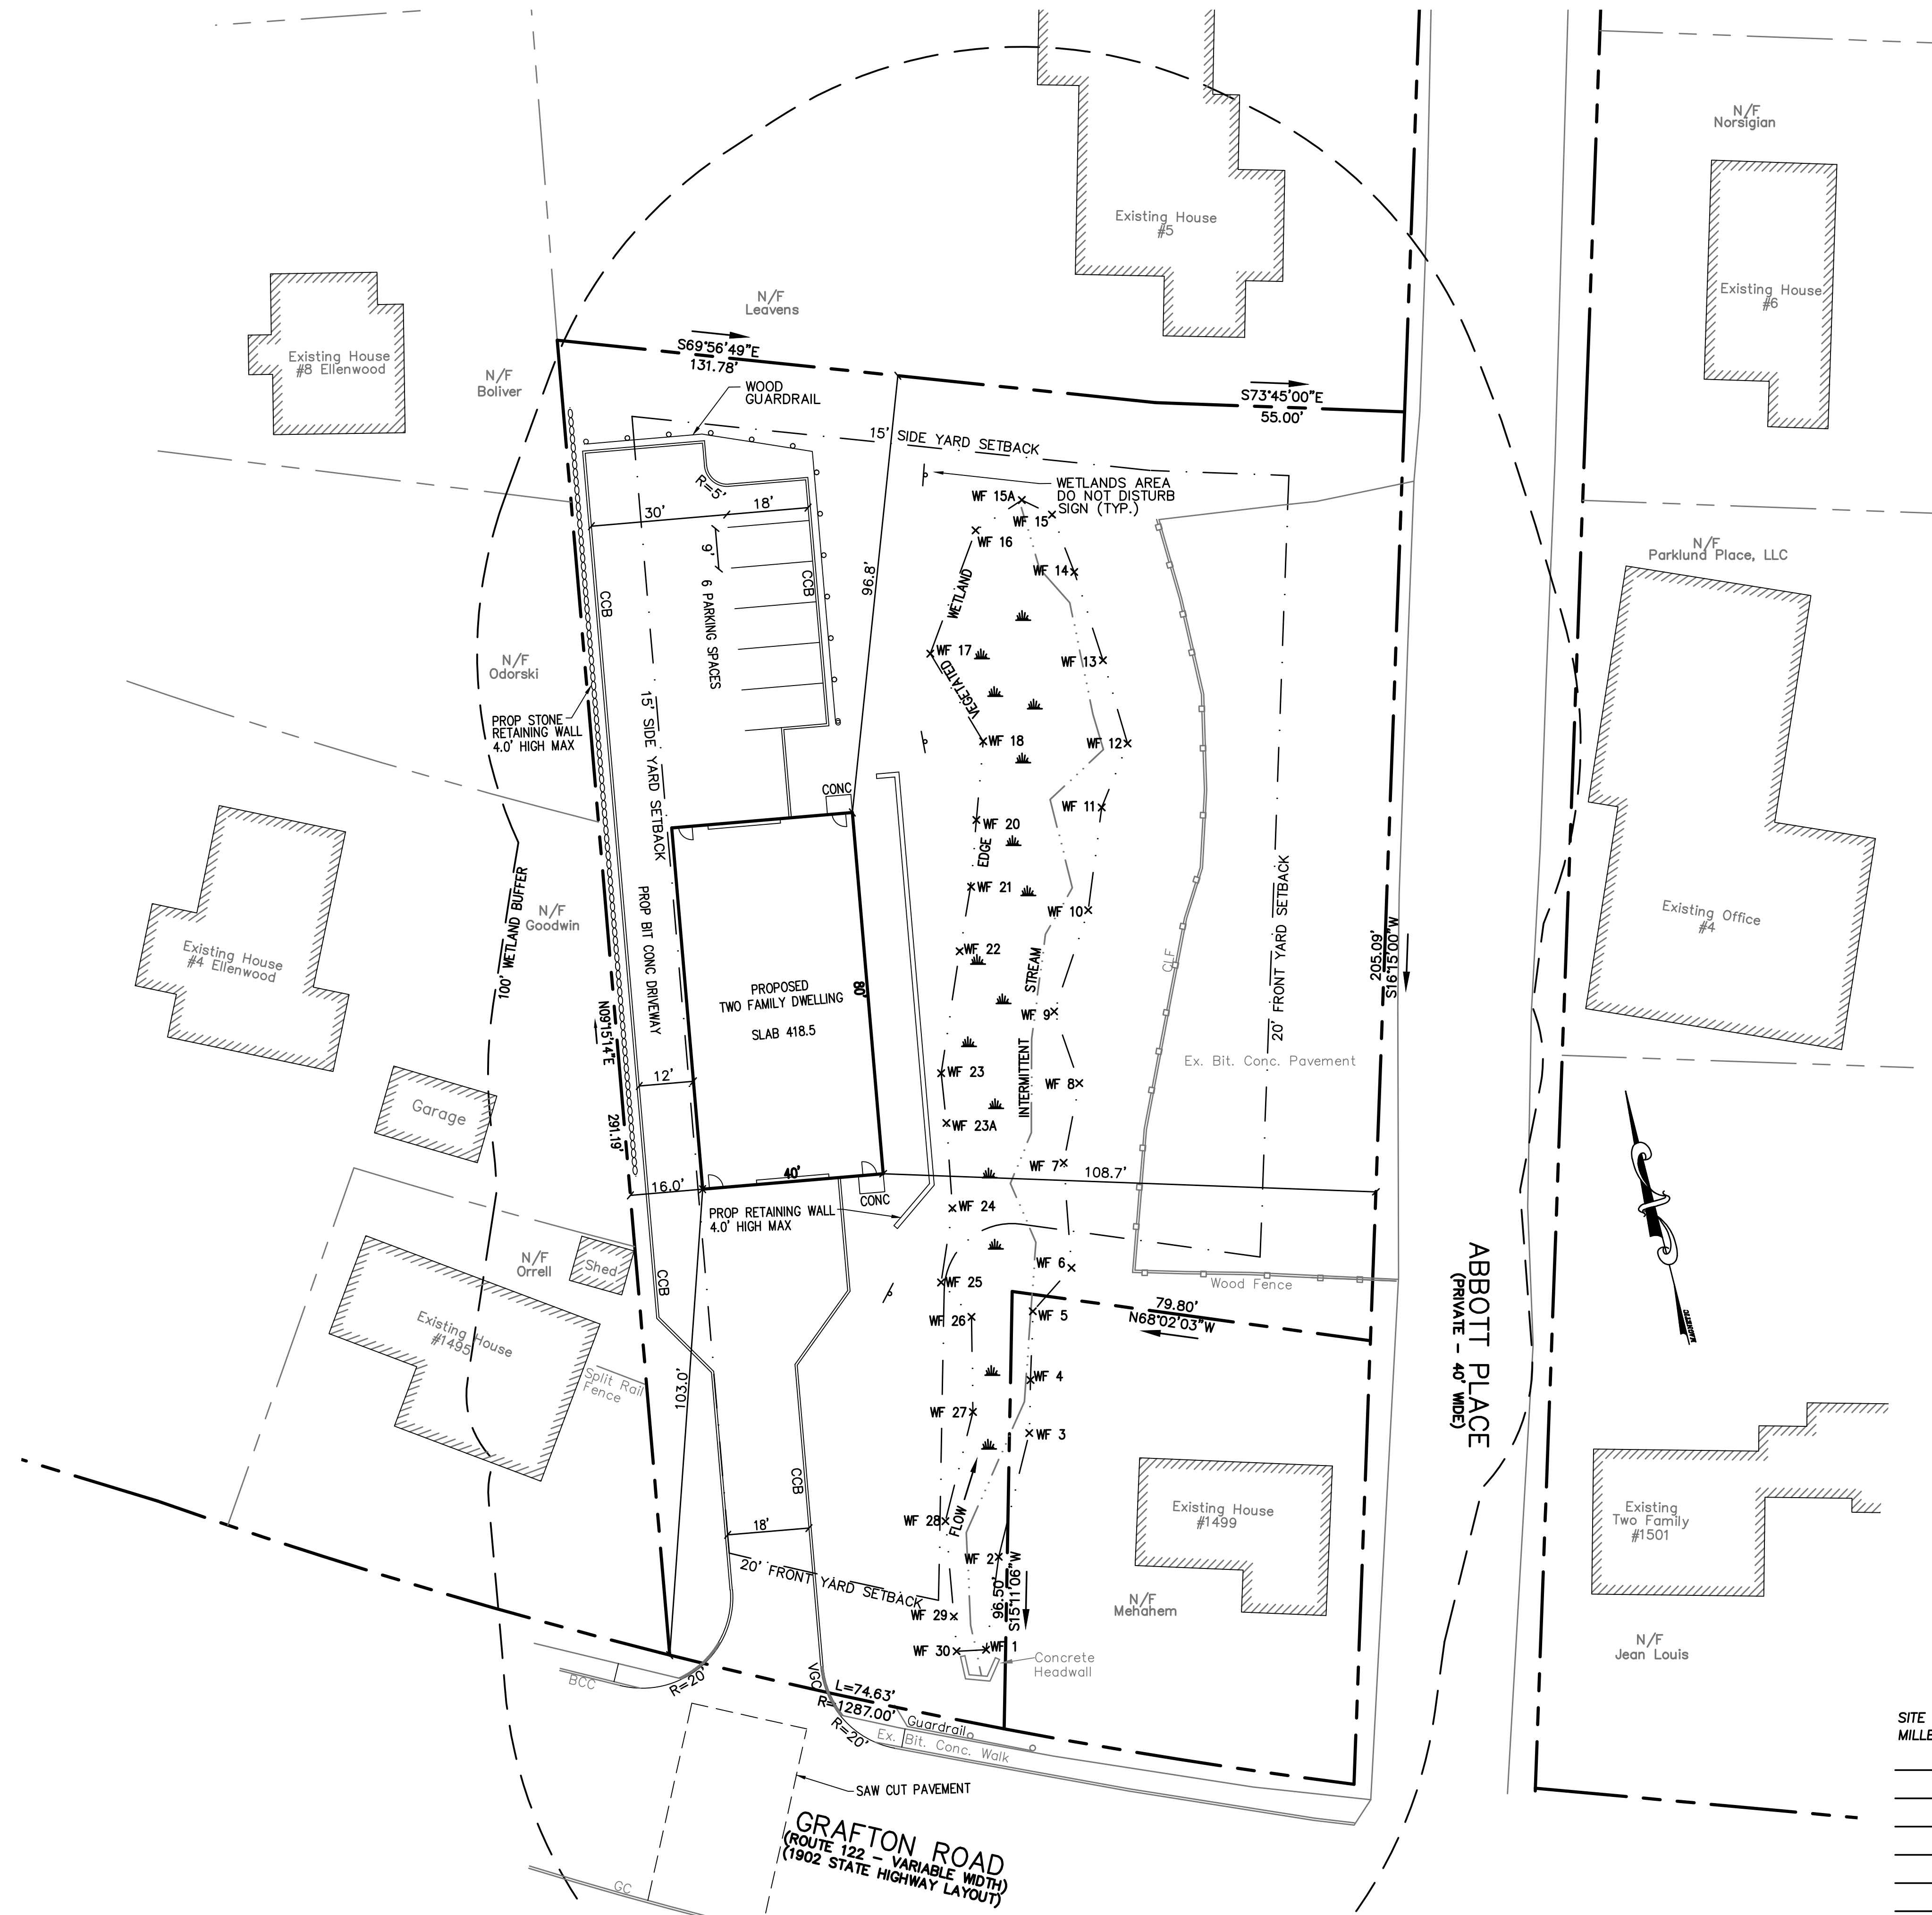 N/F
Norsigian
Existing House
#5
Existing House
#6
N/F
Leavens
Existing House
#8 Ellenwood
N/F
Boliver
S69°56'49"E
131.78'
WOOD
GUARDRAIL
S73°45'00"E
55.00'
15' SIDE YARD SETBACK
WETLANDS AREA
DO NOT DISTURB
SIGN (TYP.)
R=5'
30'
18'
9'
6 PARKING SPACES
CCB
CCB
96.8'
WF 15A
WF 15
WF 16
WF 14
WF 13
WF 17
WF 12
WF 18
WF 11
WF 20
WF 21
WF 10
WF 22
WF 9
WF 23
WF 8
WF 23A
WF 7
WF 24
WF 6
WF 25
WF 5
WF 26
WF 4
WF 27
WF 3
WF 28
WF 2
WF 29
WF 30
WF 1
WETLAND
VEGETATED
EDGE
INTERMITTENT STREAM
FLOW
N/F
Parklund Place, LLC
Existing Office
#4
N/F
Odorski
PROP STONE
RETAINING WALL
4.0' HIGH MAX
15' SIDE YARD SETBACK
CONC
PROP BIT CONC DRIVEWAY
100' WETLAND BUFFER
N/F
Goodwin
Existing House
#4 Ellenwood
Garage
N09°15'14"E
291.19'
PROPOSED
TWO FAMILY DWELLING
SLAB 418.5
80'
40'
12'
16.0'
CONC
PROP RETAINING WALL
4.0' HIGH MAX
108.7'
CLF
Ex. Bit. Conc. Pavement
20' FRONT YARD SETBACK
205.09'
S16°15'00"W
Wood Fence
79.80'
N68°02'03"W
ABBOTT PLACE
(PRIVATE - 40' WIDE)
N/F
Orrell
Shed
Existing House
#1495
Split Rail
Fence
CCB
103.0'
CCB
18'
20' FRONT YARD SETBACK
96.50'
S15°11'06"W
Existing House
#1499
N/F
Mehahem
Existing
Two Family
#1501
N/F
Jean Louis
Concrete
Headwall
BCC
R=20'
VGC
L=74.63'
R=1287.00'
R=20'
Guardrail
Ex. Bit. Conc. Walk
SAW CUT PAVEMENT
GRAFTON ROAD
(ROUTE 122 - VARIABLE WIDTH)
(1902 STATE HIGHWAY LAYOUT)
GC
SITE
MILLE